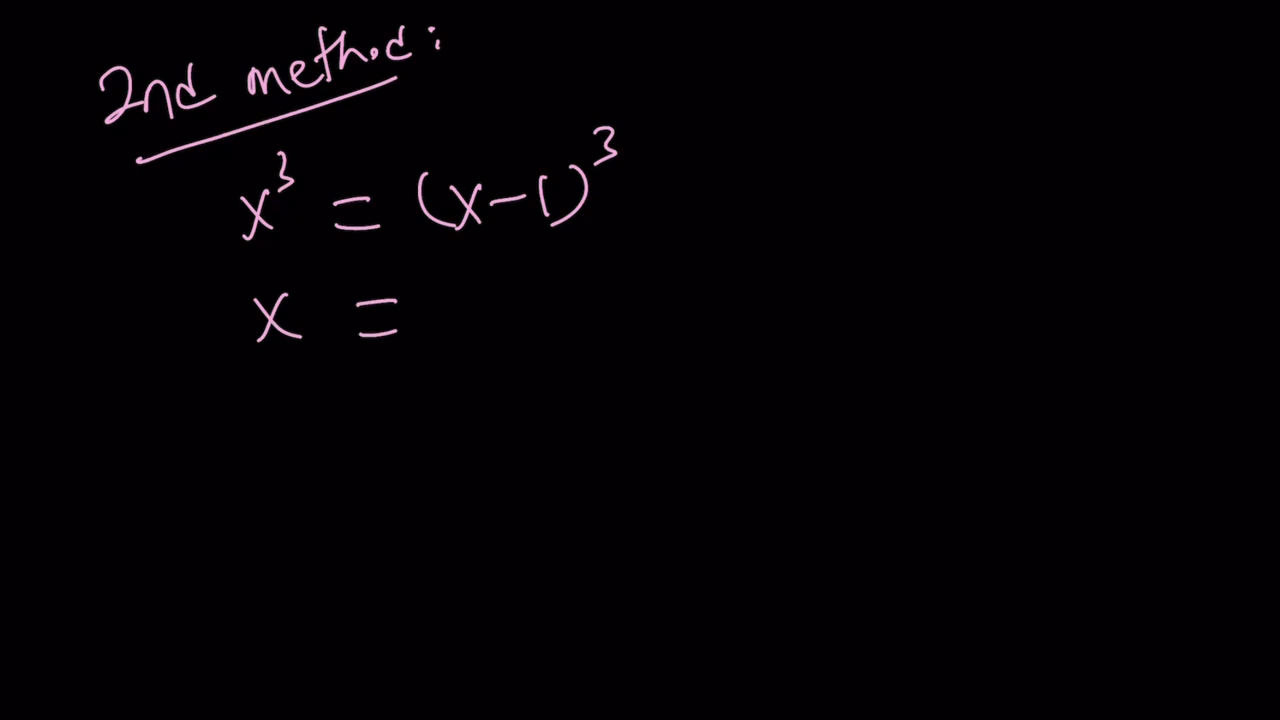 2nd method:
x³ = (x-1)³
x =